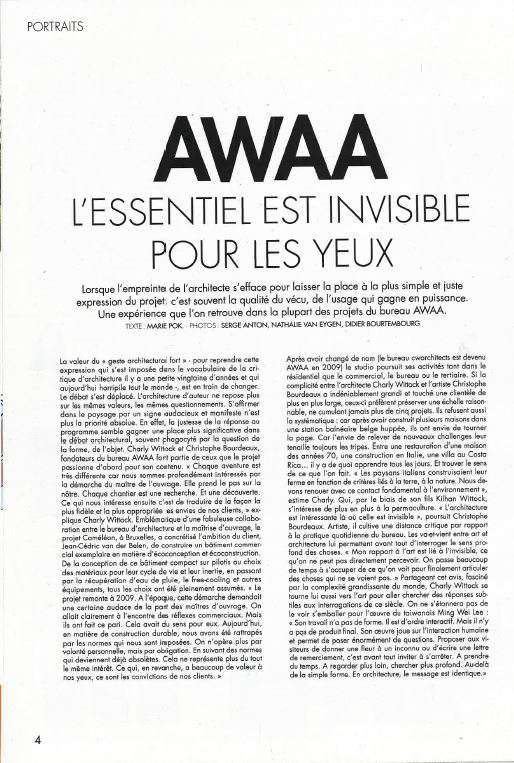 PORTRAITS
AWAA
L'ESSENTIEL EST INVISIBLE
POUR LES YEUX
Lorsque l'empreinte de l'architecte s'efface pour laisser la place à la plus simple et juste
expression du projet, c'est souvent la qualité du vécu, de l'usage qui gagne en puissance.
Une expérience que l'on retrouve dans la plupart des projets du bureau AWAA.
TEXTE : MARIE POK. - PHOTOS : SERGE ANTON, NATHALIE VAN EYGEN, DIDIER BOURTEMBOURG
La valeur du « geste architectural fort » - pour reprendre cette
expression qui s'est imposée dans le vocabulaire de la cri-
tique d'architecture il y a une petite vingtaine d'années et qui
aujourd'hui horripile tout le monde -, est en train de changer.
Le débat s'est déplacé. L'architecture d'auteur ne repose plus
sur les mêmes valeurs, les mêmes questionnements. S'affirmer
dans le paysage par un signe audacieux et manifeste n'est
plus la priorité absolue. En effet, la justesse de la réponse au
programme semble gagner une place plus significative dans
le débat architectural, souvent phagocyté par la question de
la forme, de l'objet. Charly Wittock et Christophe Bourdeaux,
fondateurs du bureau AWAA font partie de ceux que le projet
passionne d'abord pour son contenu. « Chaque aventure est
très différente car nous sommes profondément intéressés par
la démarche du maître de l'ouvrage. Elle prend le pas sur la
nôtre. Chaque chantier est une recherche. Et une découverte.
Ce qui nous intéresse ensuite c'est de traduire de la façon la
plus fidèle et la plus appropriée les envies de nos clients, » ex-
plique Charly Wittock. Emblématique d'une fabuleuse collabo-
ration entre le bureau d'architecture et la maîtrise d'ouvrage, le
projet Caméléon, à Bruxelles, a concrétisé l'ambition du client,
Jean-Cédric van der Belen, de construire un bâtiment commer-
cial exemplaire en matière d'écoconception et écoconstruction.
De la conception de ce bâtiment compact sur pilotis au choix
des matériaux pour leur cycle de vie et leur inertie, en passant
par la récupération d'eau de pluie, le free-cooling et autres
équipements, tous les choix ont été pleinement assumés. « Le
projet remonte à 2009. A l'époque, cette démarche demandait
une certaine audace de la part des maîtres d'ouvrage. On
allait clairement à l'encontre des réflexes commerciaux. Mais
ils ont fait ce pari. Cela avait du sens pour eux. Aujourd'hui,
en matière de construction durable, nous avons été rattrapés
par les normes qui nous sont imposées. On n'opère plus par
volonté personnelle, mais par obligation. En suivant des normes
qui deviennent déjà obsolètes. Cela ne représente plus du tout
le même intérêt. Ce qui, en revanche, a beaucoup de valeur à
nos yeux, ce sont les convictions de nos clients. »
Après avoir changé de nom (le bureau cwarchitects est devenu
AWAA en 2009) le studio poursuit ses activités tant dans le
résidentiel que le commercial, le bureau ou le tertiaire. Si la
complicité entre l'architecte Charly Wittock et l'artiste Christophe
Bourdeaux a indéniablement grandi et touché une clientèle de
plus en plus large, ceux-ci préfèrent préserver une échelle raison-
nable, ne cumulent jamais plus de cinq projets. Ils refusent aussi
la systématique : car après avoir construit plusieurs maisons dans
une station balnéaire belge huppée, ils ont envie de tourner
la page. Car l'envie de relever de nouveaux challenges leur
tenaille toujours les tripes. Entre une restauration d'une maison
des années 70, une construction en Italie, une villa au Costa
Rica... il y a de quoi apprendre tous les jours. Et trouver le sens
de ce que l'on fait. « Les paysans italiens construisaient leur
ferme en fonction de critères liés à la terre, à la nature. Nous de-
vons renouer avec ce contact fondamental à l'environnement »,
estime Charly. Qui, par le biais de son fils Kilhan Wittock,
s'intéresse de plus en plus à la permaculture. « L'architecture
est intéressante là où celle est invisible », poursuit Christophe
Bourdeaux. Artiste, il cultive une distance critique par rapport
à la pratique quotidienne du bureau. Les va-et-vient entre art et
architecture lui permettent avant tout d'interroger le sens pro-
fond des choses. « Mon rapport à l'art est lié à l'invisible, ce
qu'on ne peut pas directement percevoir. On passe beaucoup
de temps à s'occuper de ce qu'on voit pour finalement articuler
des choses qui ne se voient pas. » Partageant cet avis, fasciné
par la complexité grandissante du monde, Charly Wittock se
tourne lui aussi vers l'art pour aller chercher des réponses sub-
tiles aux interrogations de ce siècle. On ne s'étonnera pas de
le voir s'emballer pour l'œuvre du taiwanais Ming Wei Lee :
« Son travail n'a pas de forme. Il est d'ordre interactif. Mais il n'y
a pas de produit final. Son œuvre joue sur l'interaction humaine
et permet de poser énormément de questions. Proposer aux vi-
siteurs de donner une fleur à un inconnu ou d'écrire une lettre
de remerciement, c'est avant tout inviter à s'arrêter. A prendre
du temps. A regarder plus loin, chercher plus profond. Au-delà
de la simple forme. En architecture, le message est identique.»
4